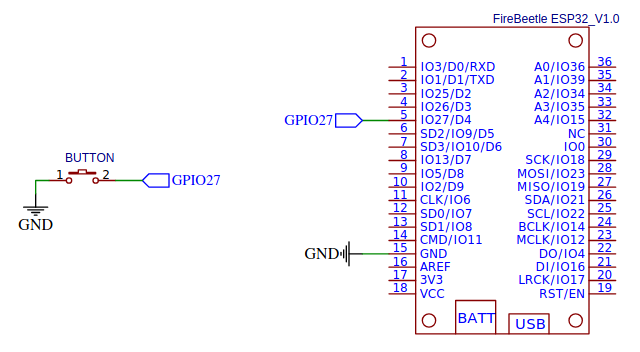 FireBeetle ESP32_V1.0
1 IO3/D0/RXD A0/IO36 36
2 IO1/D1/TXD A1/IO39 35
3 IO25/D2 A2/IO34 34
4 IO26/D3 A3/IO35 33
GPIO27 5 IO27/D4 A4/IO15 32
6 SD2/IO9/D5 NC 31
7 SD3/IO10/D6 IO0 30
BUTTON 8 IO13/D7 SCK/IO18 29
1 2 9 IO5/D8 MOSI/IO23 28
GPIO27 10 IO2/D9 MISO/IO19 27
11 CLK/IO6 SDA/IO21 26
12 SD0/IO7 SCL/IO22 25
GND 13 SD1/IO8 BCLK/IO14 24
14 CMD/IO11 MCLK/IO12 23
GND 15 GND DO/IO4 22
16 AREF DI/IO16 21
17 3V3 LRCK/IO17 20
18 VCC RST/EN 19
BATT USB